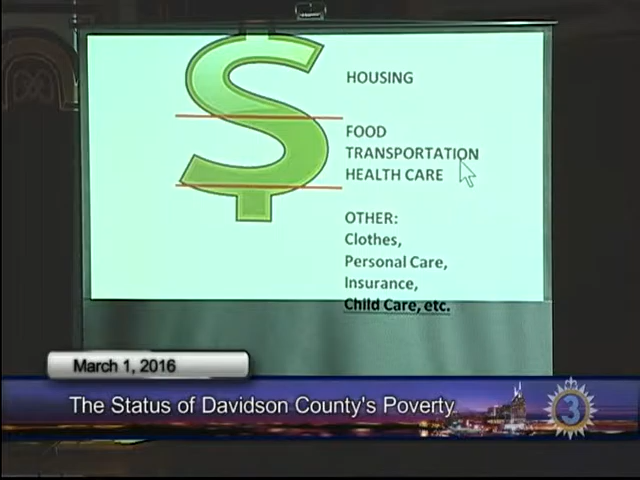 HOUSING
FOOD
TRANSPORTATION
HEALTH CARE
OTHER:
Clothes,
Personal Care,
Insurance,
Child Care, etc.
March 1, 2016
The Status of Davidson County's Poverty
3